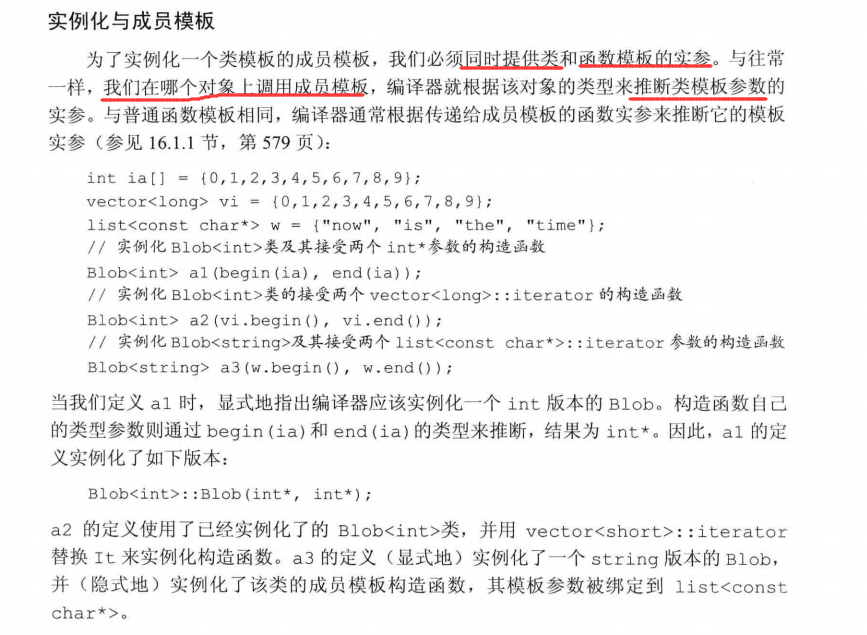 实例化与成员模板
为了实例化一个类模板的成员模板，我们必须同时提供类和函数模板的实参。与往常
一样，我们在哪个对象上调用成员模板，编译器就根据该对象的类型来推断类模板参数的
实参。与普通函数模板相同，编译器通常根据传递给成员模板的函数实参来推断它的模板
实参（参见 16.1.1 节，第 579 页）：
int ia[] = {0,1,2,3,4,5,6,7,8,9};
vector<long> vi = {0,1,2,3,4,5,6,7,8,9};
list<const char*> w = {"now", "is", "the", "time"};
// 实例化 Blob<int>类及其接受两个 int*参数的构造函数
Blob<int> a1(begin(ia), end(ia));
// 实例化 Blob<int>类的接受两个 vector<long>::iterator 的构造函数
Blob<int> a2(vi.begin(), vi.end());
// 实例化 Blob<string>及其接受两个 list<const char*>::iterator 参数的构造函数
Blob<string> a3(w.begin(), w.end());
当我们定义 a1 时，显式地指出编译器应该实例化一个 int 版本的 Blob。构造函数自己
的类型参数则通过 begin(ia)和 end(ia)的类型来推断，结果为 int*。因此，a1 的定
义实例化了如下版本：
Blob<int>::Blob(int*, int*);
a2 的定义使用了已经实例化了的 Blob<int>类，并用 vector<short>::iterator
替换 It 来实例化构造函数。a3 的定义（显式地）实例化了一个 string 版本的 Blob，
并（隐式地）实例化了该类的成员模板构造函数，其模板参数被绑定到 list<const
char*>。